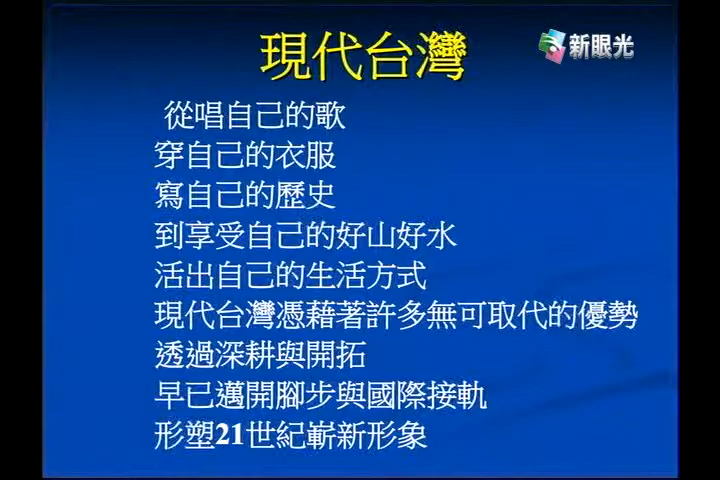 現代台灣
新眼光
從唱自己的歌
穿自己的衣服
寫自己的歷史
到享受自己的好山好水
活出自己的生活方式
現代台灣憑藉著許多無可取代的優勢
透過深耕與開拓
早已邁開腳步與國際接軌
形塑21世紀嶄新形象